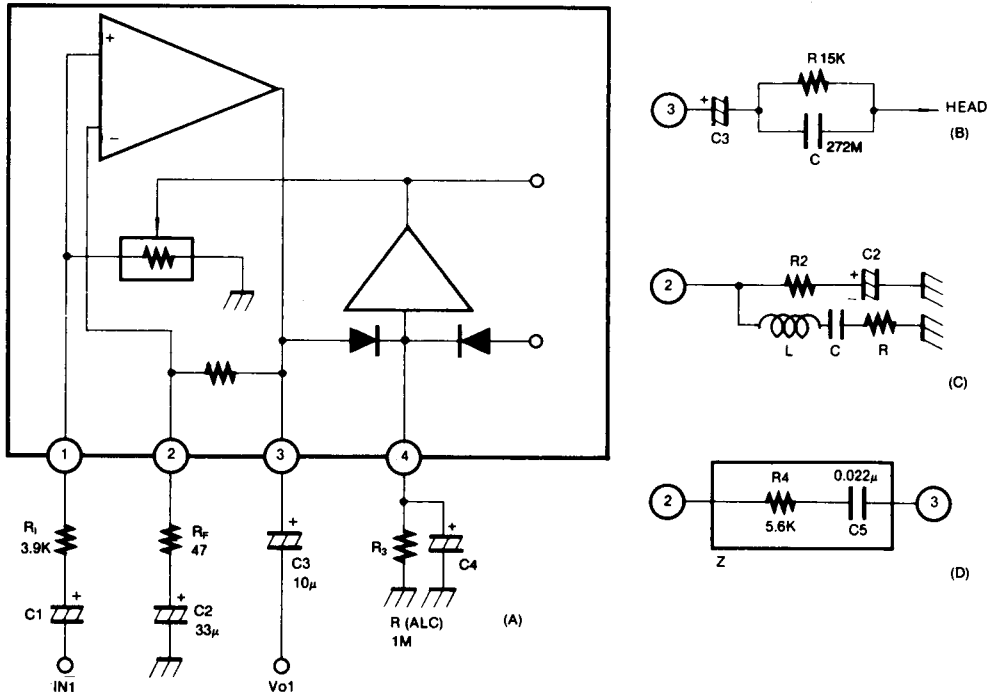 +
−
1
2
3
4
RI
3.9K
C1
+
IN1
RF
47
+
C2
33μ
+
C3
10μ
Vo1
R3
+
C4
R (ALC)
1M
(A)
3
+
C3
R 15K
C
272M
HEAD
(B)
2
R2
+
−
C2
L
C
R
(C)
2
R4
5.6K
0.022μ
C5
3
Z
(D)